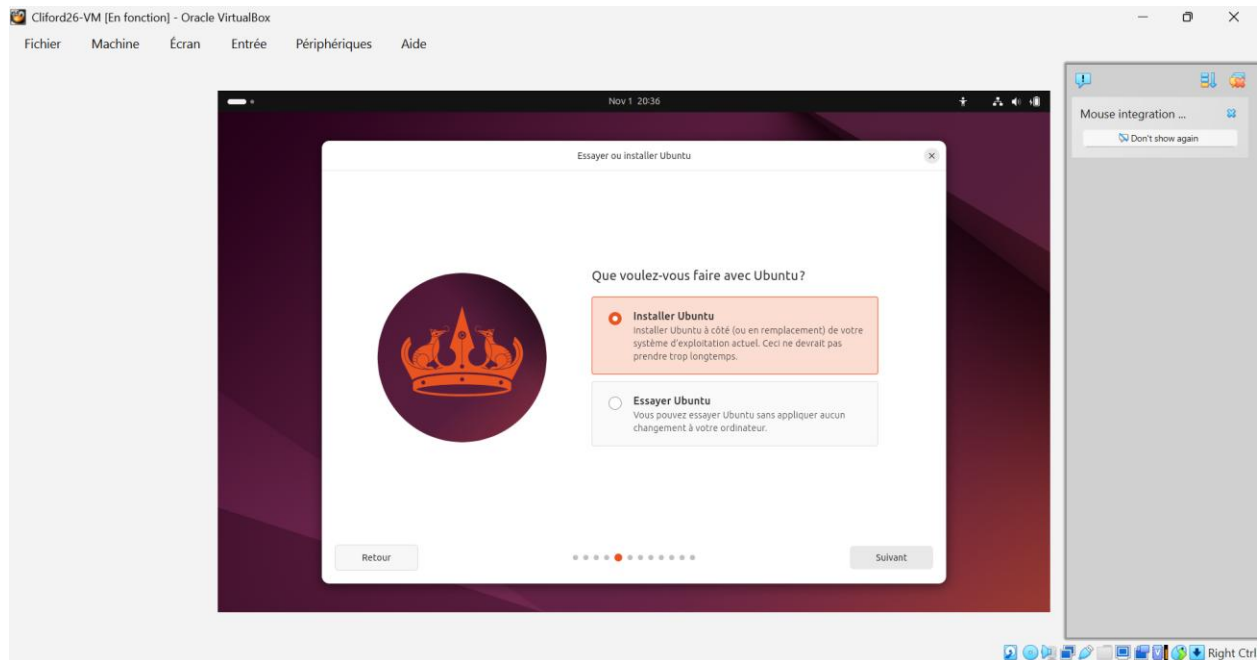 Cliford26-VM [En fonction] - Oracle VirtualBox
Fichier Machine Écran Entrée Périphériques Aide
Nov 1 20:36
Mouse integration ...
Don't show again
Essayer ou installer Ubuntu
Que voulez-vous faire avec Ubuntu?
Installer Ubuntu
Installer Ubuntu à côté (ou en remplacement) de votre
système d'exploitation actuel. Ceci ne devrait pas
prendre trop longtemps.
Essayer Ubuntu
Vous pouvez essayer Ubuntu sans appliquer aucun
changement à votre ordinateur.
Retour
Suivant
Right Ctrl